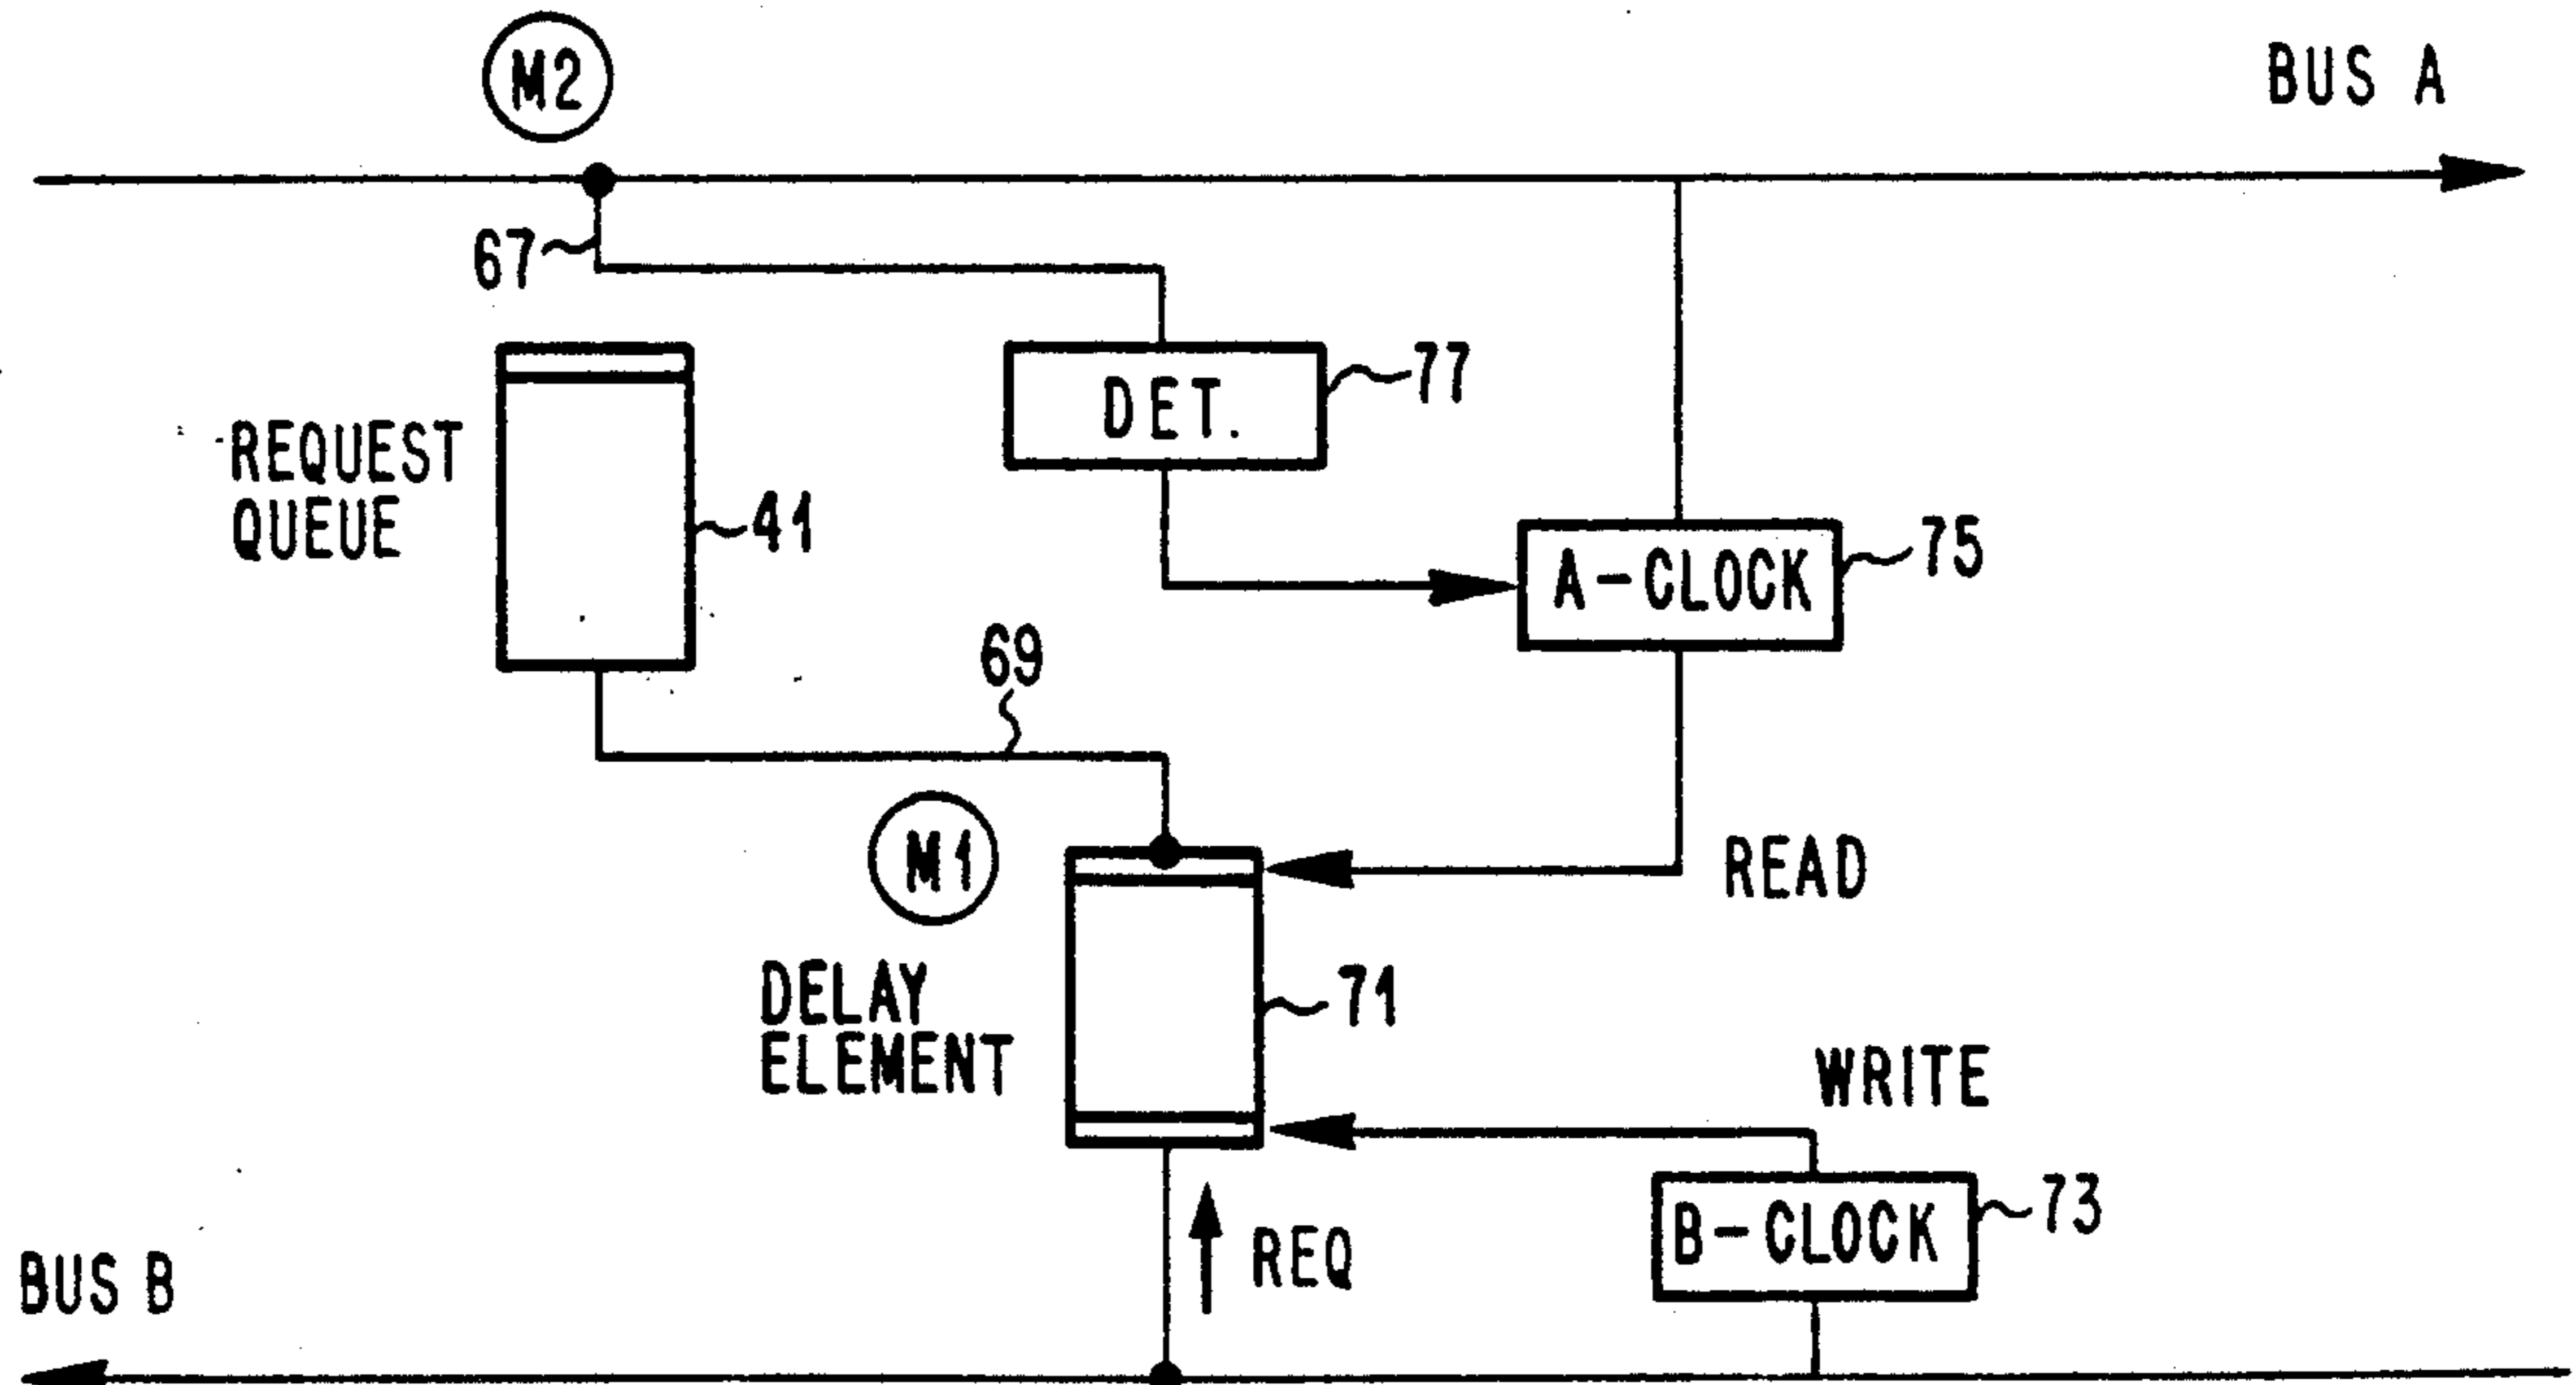 M2
BUS A
67
DET.
77
REQUEST
QUEUE
41
A-CLOCK
75
69
M1
READ
DELAY
ELEMENT
71
WRITE
B-CLOCK
73
REQ
BUS B